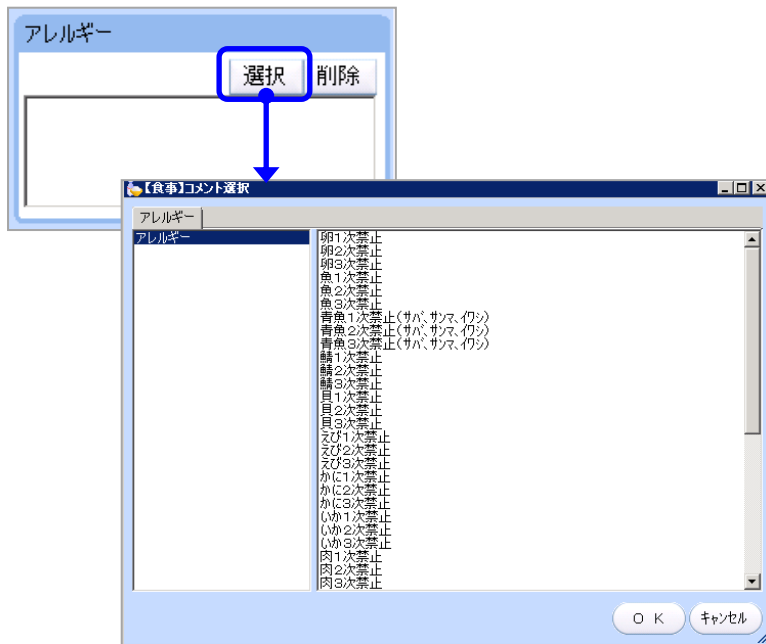 アレルギー
選択 削除
【食事】コメント選択
アレルギー
アレルギー
卵1次禁止
卵2次禁止
卵3次禁止
魚1次禁止
魚2次禁止
魚3次禁止
青魚1次禁止(サバ、サンマ、イワシ)
青魚2次禁止(サバ、サンマ、イワシ)
青魚3次禁止(サバ、サンマ、イワシ)
鯖1次禁止
鯖2次禁止
鯖3次禁止
貝1次禁止
貝2次禁止
貝3次禁止
えび1次禁止
えび2次禁止
えび3次禁止
かに1次禁止
かに2次禁止
かに3次禁止
いか1次禁止
いか2次禁止
いか3次禁止
肉1次禁止
肉2次禁止
肉3次禁止
OK キャンセル